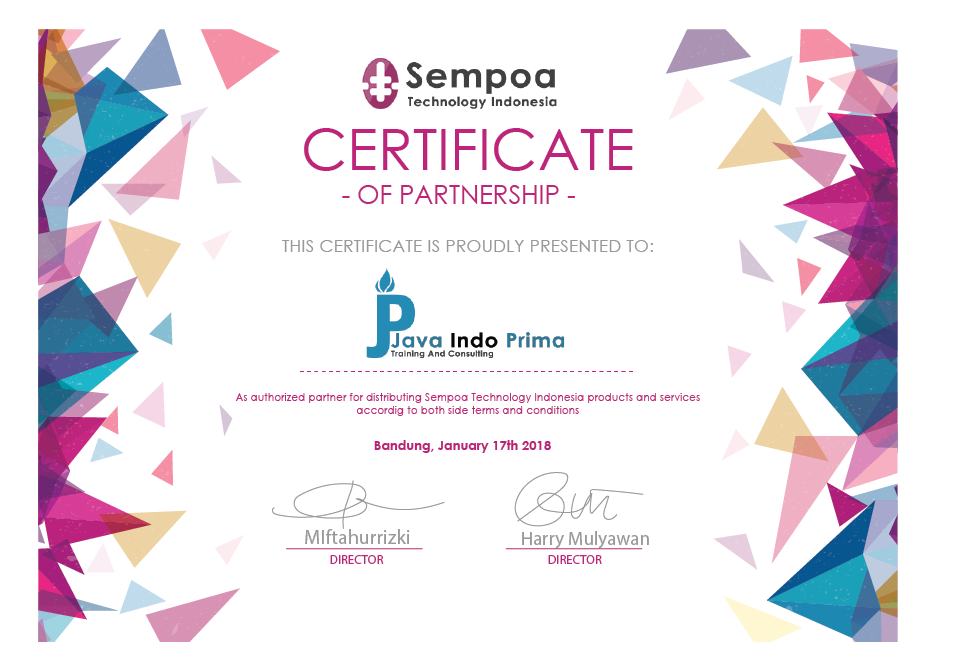 Sempoa
Technology Indonesia
CERTIFICATE
- OF PARTNERSHIP -
THIS CERTIFICATE IS PROUDLY PRESENTED TO:
JP
Java Indo Prima
Training And Consulting
As authorized partner for distributing Sempoa Technology Indonesia products and services
accordig to both side terms and conditions
Bandung, January 17th 2018
MIftahurrizki Harry Mulyawan
DIRECTOR DIRECTOR